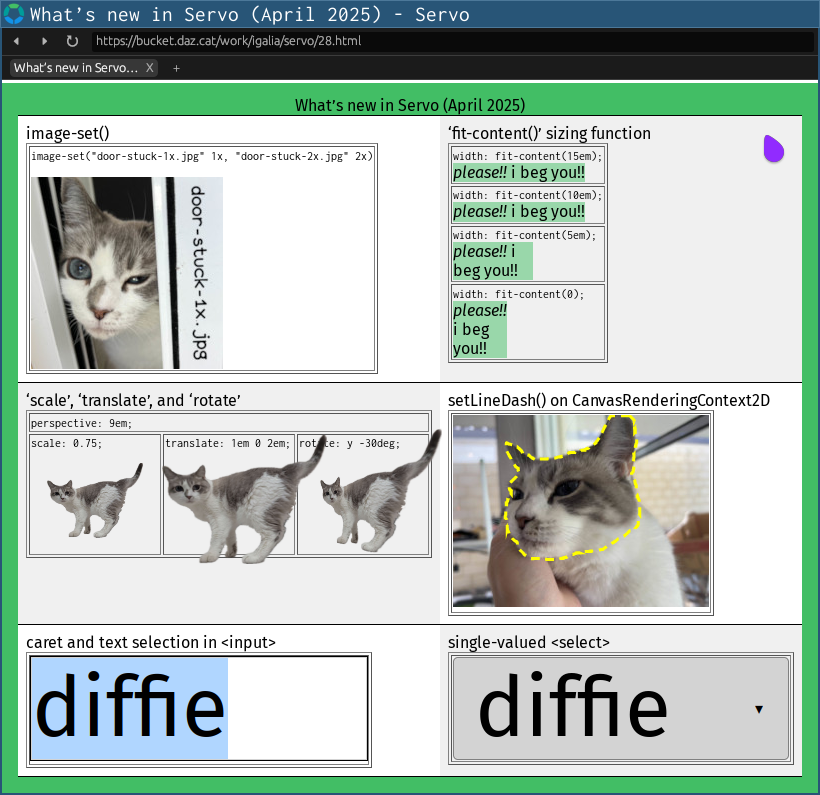 What's new in Servo (April 2025) - Servo
https://bucket.daz.cat/work/igalia/servo/28.html
What's new in Servo... X +
What's new in Servo (April 2025)
image-set()
image-set("door-stuck-1x.jpg" 1x, "door-stuck-2x.jpg" 2x)
door-stuck-1x.jpg
‘fit-content()’ sizing function
width: fit-content(15em);
please!! i beg you!!
width: fit-content(10em);
please!! i beg you!!
width: fit-content(5em);
please!! i
beg you!!
width: fit-content(0);
please!!
i beg
you!!
‘scale’, ‘translate’, and ‘rotate’
perspective: 9em;
scale: 0.75;
translate: 1em 0 2em;
rotate: y -30deg;
setLineDash() on CanvasRenderingContext2D
caret and text selection in <input>
diffie
single-valued <select>
diffie